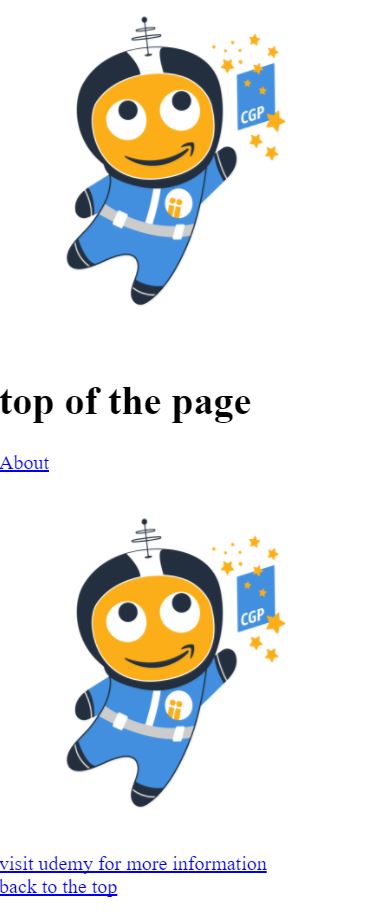 CGP
top of the page
About
CGP
visit udemy for more information
back to the top